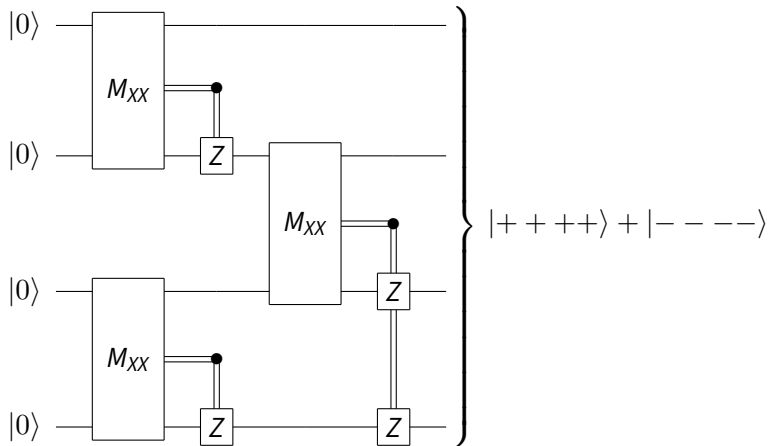 |0⟩
M_XX
|0⟩
Z
M_XX
|+ + ++⟩ + |− − −−⟩
|0⟩
Z
M_XX
|0⟩
Z
Z